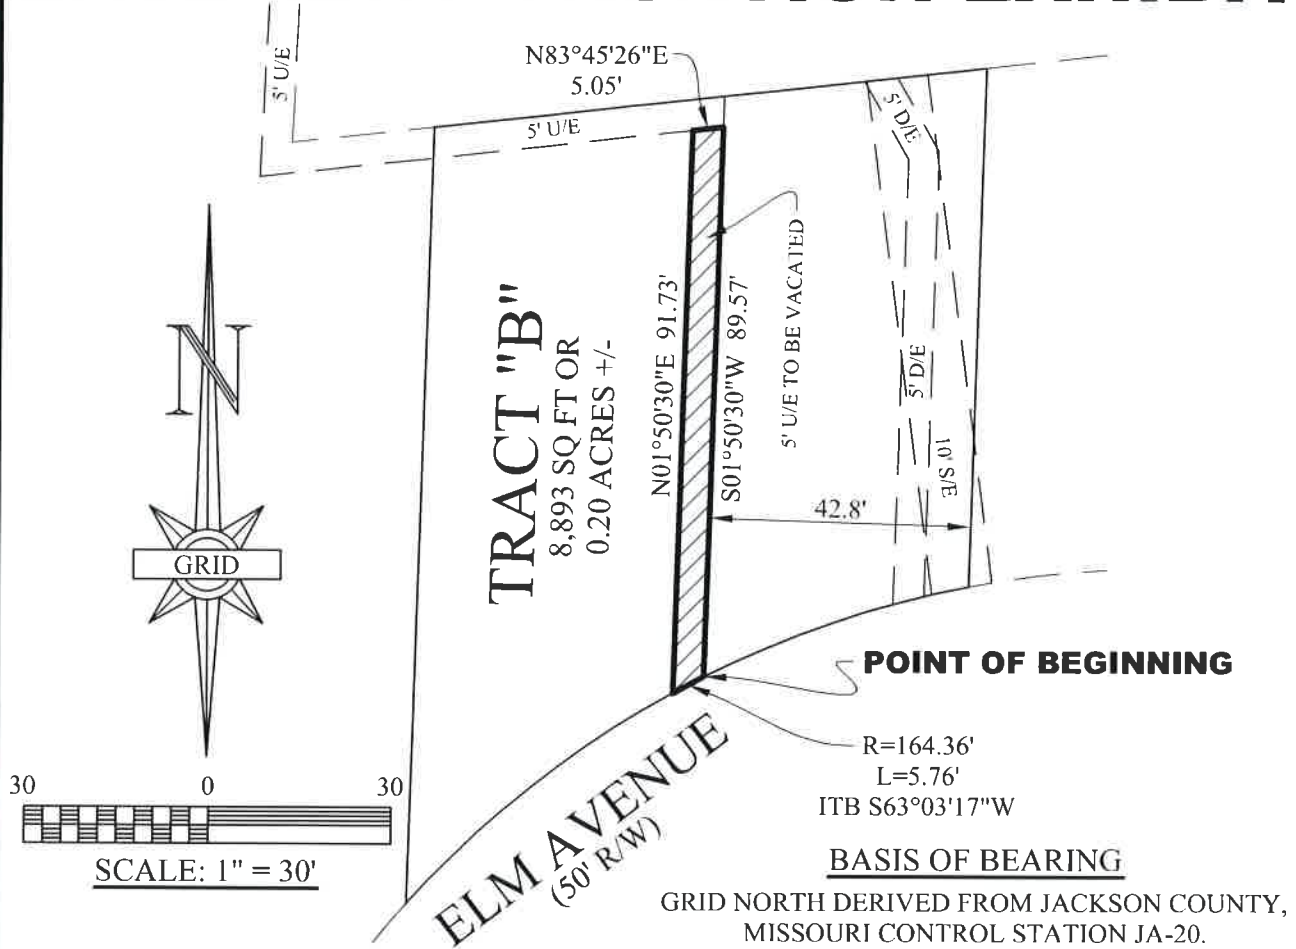 5' U/E
N83°45'26"E
5.05'
5' U/E
5' D/E
TRACT "B"
8,893 SQ FT OR
0.20 ACRES +/-
N01°50'30"E 91.73'
S01°50'30"W 89.57'
5' U/E TO BE VACATED
5' D/E
10' S/E
42.8'
N
GRID
POINT OF BEGINNING
R=164.36'
L=5.76'
ITB S63°03'17"W
ELM AVENUE
(50' R/W)
30 0 30
SCALE: 1" = 30'
BASIS OF BEARING
GRID NORTH DERIVED FROM JACKSON COUNTY,
MISSOURI CONTROL STATION JA-20.